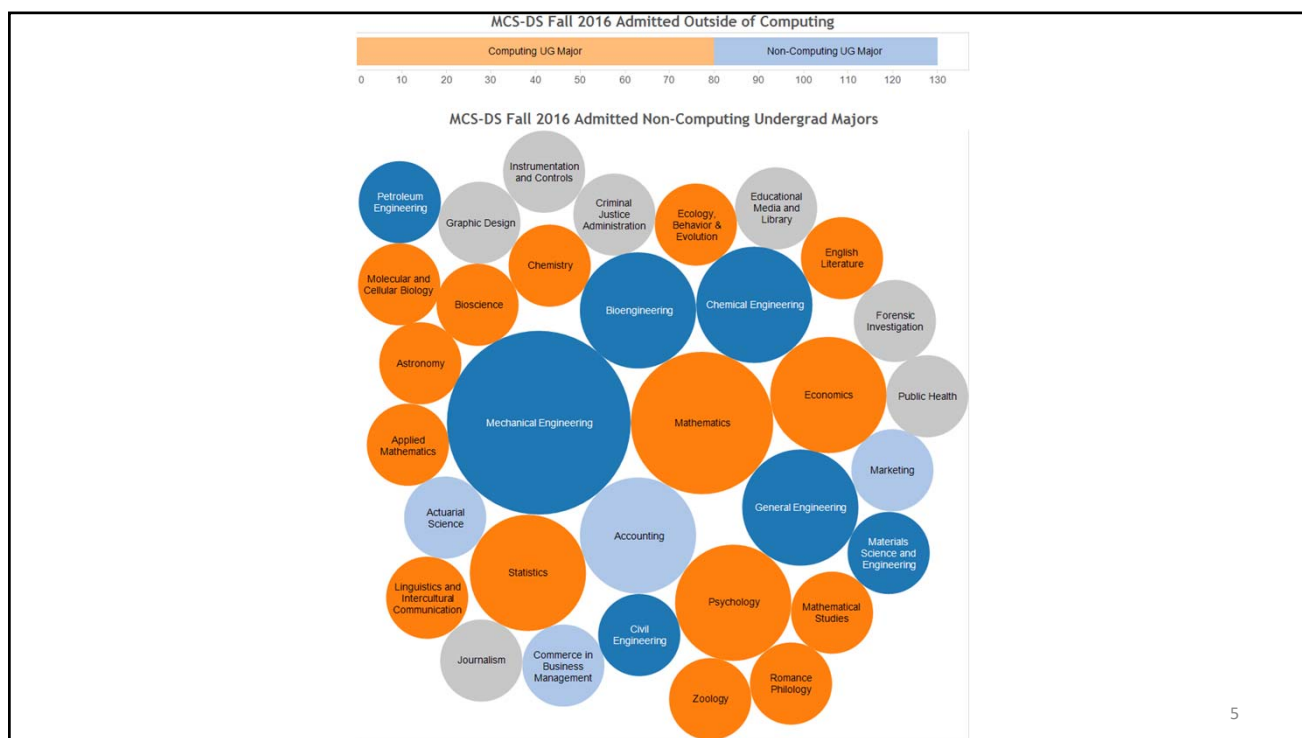 MCS-DS Fall 2016 Admitted Outside of Computing
Computing UG Major
Non-Computing UG Major
0 10 20 30 40 50 60 70 80 90 100 110 120 130
MCS-DS Fall 2016 Admitted Non-Computing Undergrad Majors
Instrumentation
and Controls
Petroleum
Engineering
Graphic Design
Criminal
Justice
Administration
Ecology,
Behavior &
Evolution
Educational
Media and
Library
Chemistry
English
Literature
Molecular and
Cellular Biology
Bioscience
Bioengineering
Chemical Engineering
Forensic
Investigation
Astronomy
Mechanical Engineering
Mathematics
Economics
Public Health
Applied
Mathematics
Marketing
Actuarial
Science
Accounting
General Engineering
Materials
Science and
Engineering
Statistics
Linguistics and
Intercultural
Communication
Psychology
Mathematical
Studies
Civil
Engineering
Journalism
Commerce in
Business
Management
Zoology
Romance
Philology
5